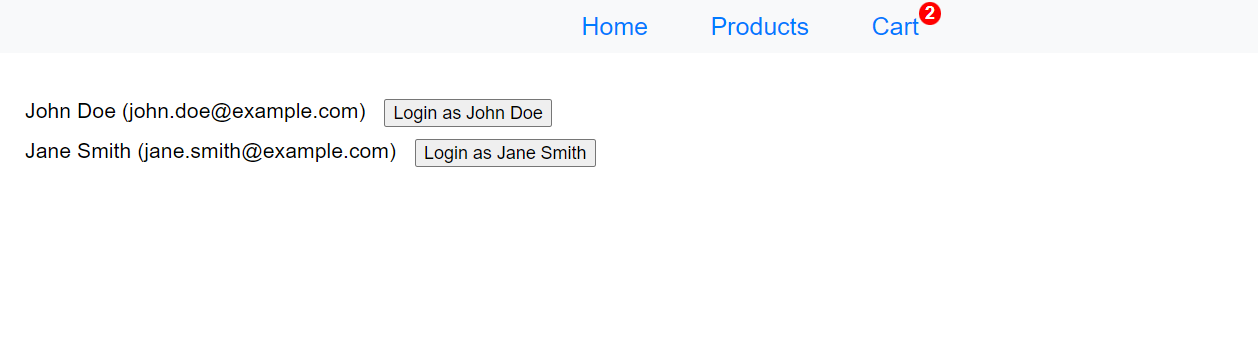 Home Products Cart 2
John Doe (john.doe@example.com) Login as John Doe
Jane Smith (jane.smith@example.com) Login as Jane Smith